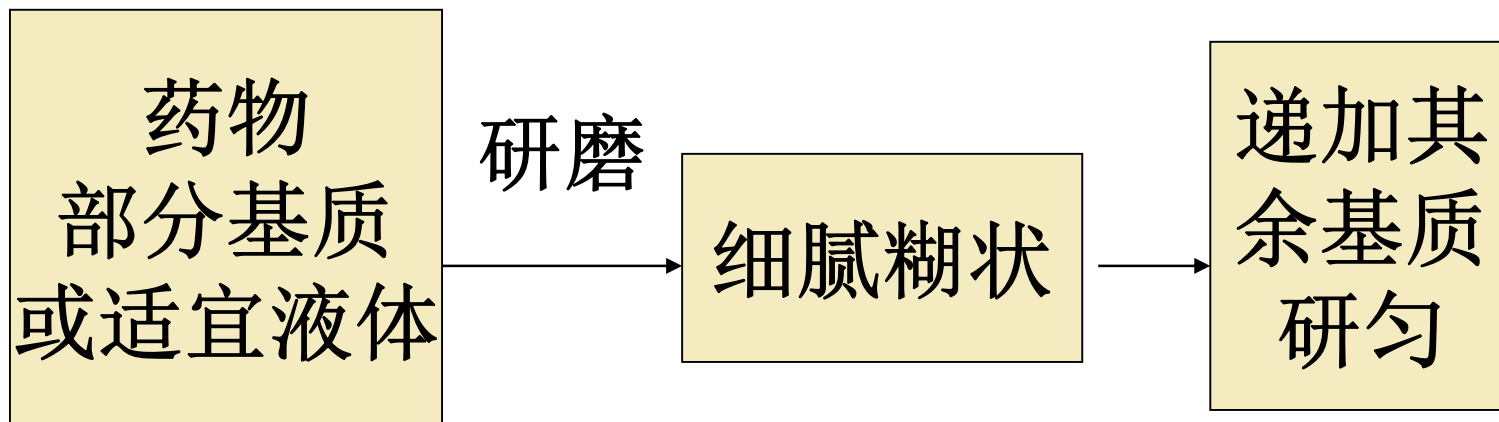 药物
部分基质
或适宜液体
研磨
细腻糊状
递加其
余基质
研匀